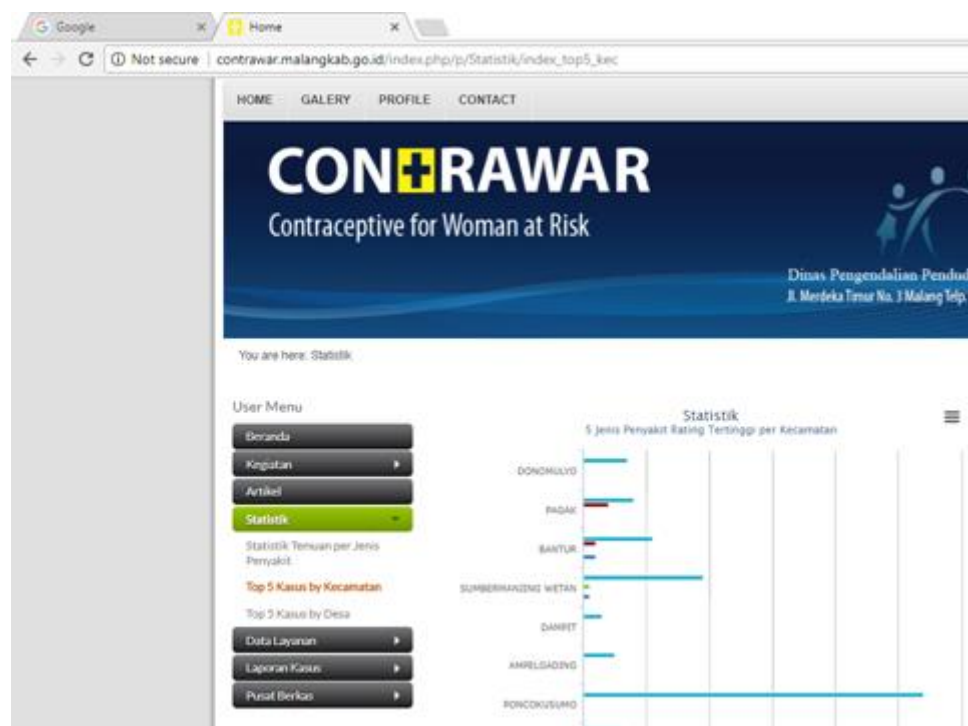 Google
Home
Not secure
contrawar.malangkab.go.id/index.php/p/Statistik/index_top5_kec
HOME GALERY PROFILE CONTACT
CONTRAWAR
Contraceptive for Woman at Risk
Dinas Pengendalian Pendud
Jl. Merdeka Timur No. 3 Malang Telp.
You are here: Statistik
User Menu
Beranda
Kegiatan
Artikel
Statistik
Statistik Temuan per Jenis
Penyakit
Top 5 Kasus by Kecamatan
Top 5 Kasus by Desa
Data Layanan
Laporan Kasus
Pusat Berkas
Statistik
5 Jenis Penyakit Rating Tertinggi per Kecamatan
DONOMULYO
PAGAK
BANTUR
SUMBERMANJING WETAN
DAMPIT
AMPELGADING
PONCOKUSUMO